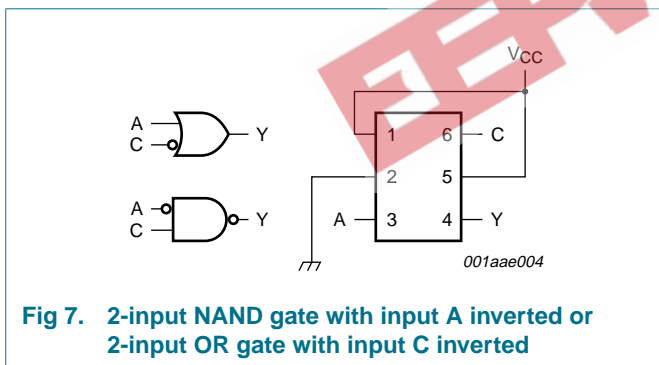 VCC
A
C
Y
1
6
C
2
5
A
C
Y
A
3
4
Y
001aae004
Fig 7. 2-input NAND gate with input A inverted or
2-input OR gate with input C inverted